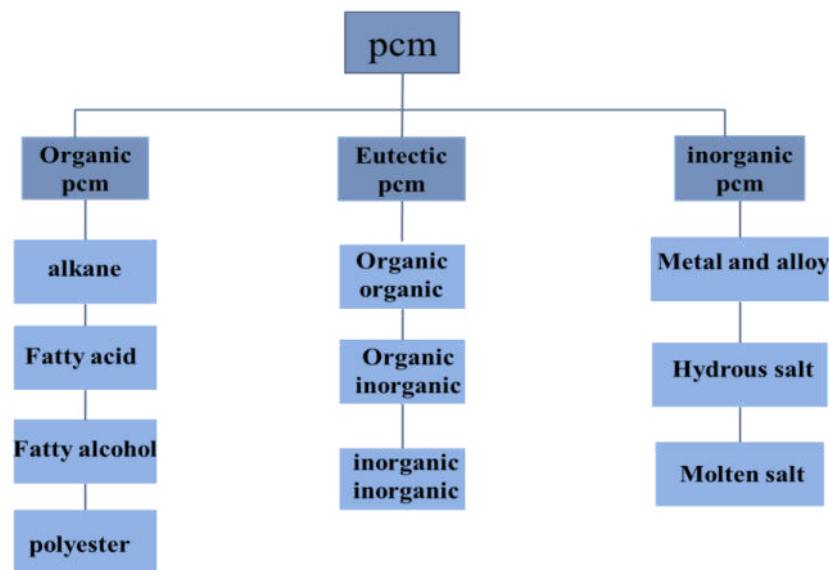 pcm
Organic
pcm
alkane
Fatty acid
Fatty alcohol
polyester
Eutectic
pcm
Organic
organic
Organic
inorganic
inorganic
inorganic
inorganic
pcm
Metal and alloy
Hydrous salt
Molten salt